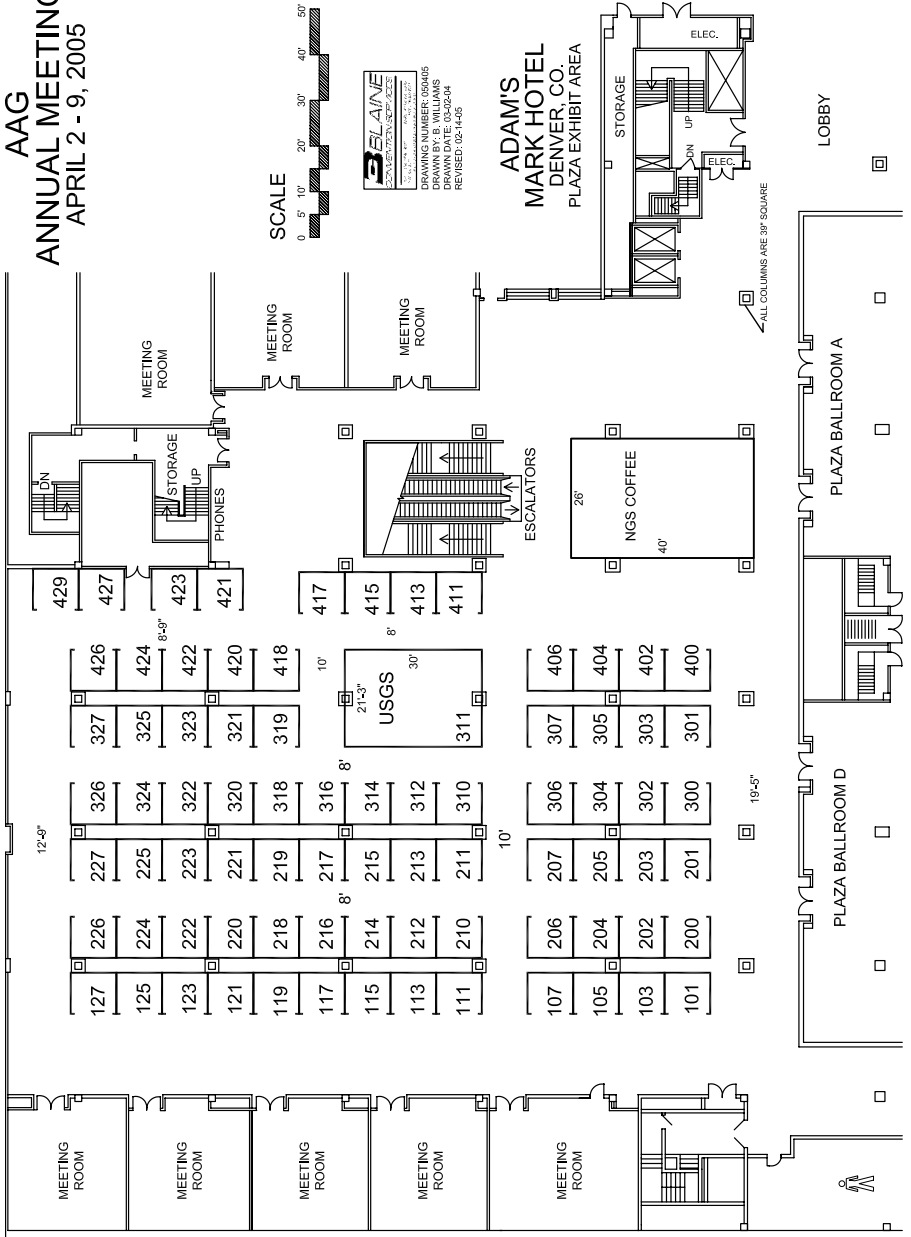 AAG
ANNUAL MEETING
APRIL 2 - 9, 2005
SCALE
0 5' 10' 20' 30' 40' 50'
BLAINE
CONVENTION SERVICES
DRAWING NUMBER: 050405
DRAWN BY: B. WILLIAMS
DRAWN DATE: 03-02-04
REVISED: 02-14-05
ADAM'S
MARK HOTEL
DENVER, CO.
PLAZA EXHIBIT AREA
STORAGE
ELEC.
UP
DN
ELEC.
LOBBY
ALL COLUMNS ARE 39" SQUARE
MEETING
ROOM
MEETING
ROOM
MEETING
ROOM
DN
STORAGE
UP
PHONES
ESCALATORS
NGS COFFEE
26'
40'
PLAZA BALLROOM A
429
427
423
421
417
415
413
411
8'-9"
8'
426
424
422
420
418
10'
30'
21'-3"
USGS
311
406
404
402
400
327
325
323
321
319
307
305
303
301
8'
12'-9"
326
324
322
320
318
316
314
312
310
306
304
302
300
19'-5"
10'
227
225
223
221
219
217
215
213
211
207
205
203
201
8'
226
224
222
220
218
216
214
212
210
206
204
202
200
127
125
123
121
119
117
115
113
111
107
105
103
101
PLAZA BALLROOM D
MEETING
ROOM
MEETING
ROOM
MEETING
ROOM
MEETING
ROOM
MEETING
ROOM